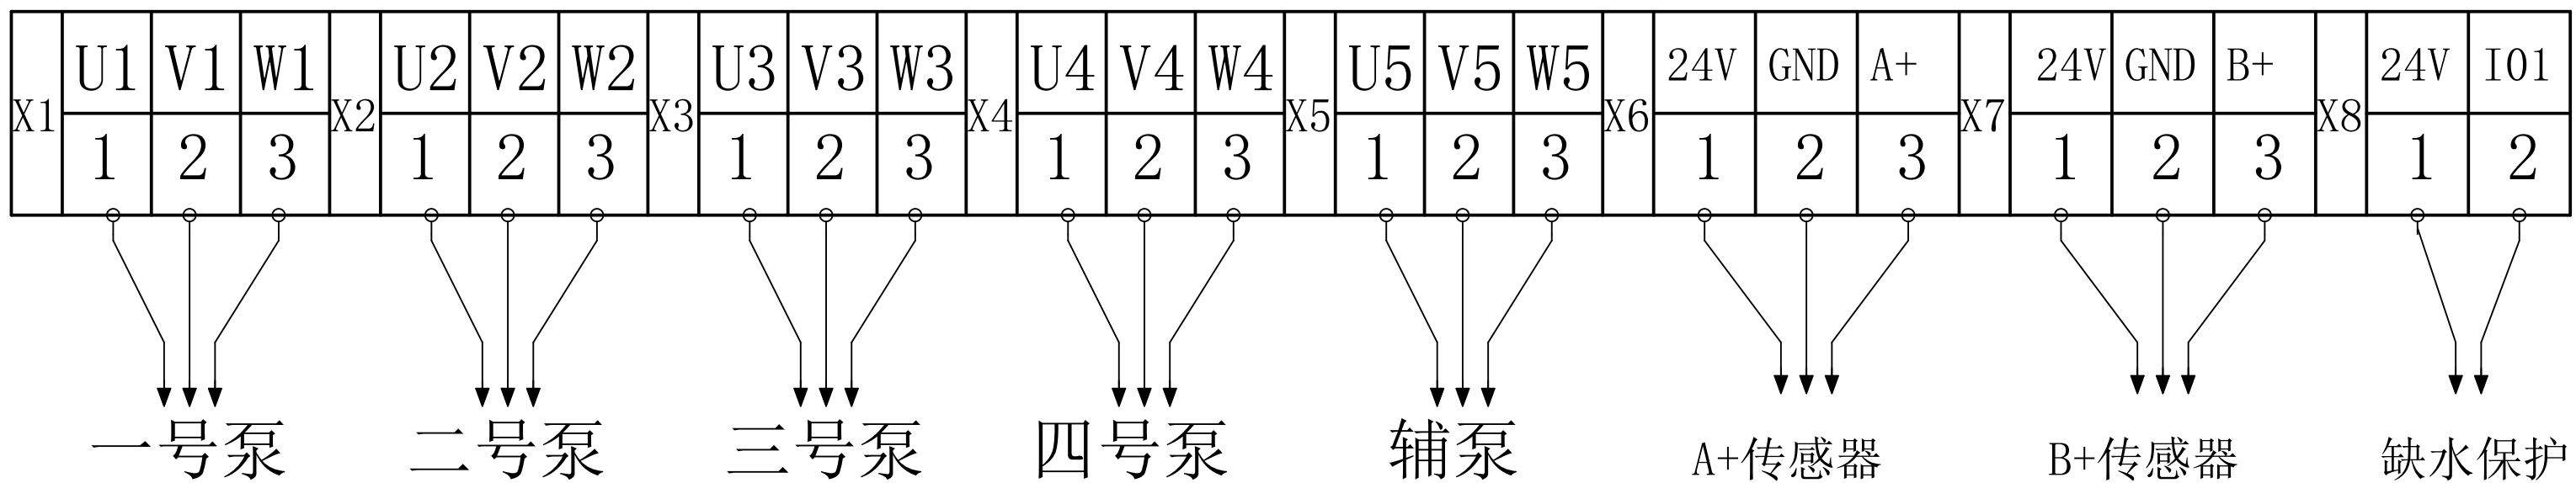 U1 V1 W1 U2 V2 W2 U3 V3 W3 U4 V4 W4 U5 V5 W5 24V GND A+ 24V GND B+ 24V I01
X1 X2 X3 X4 X5 X6 X7 X8
1 2 3 1 2 3 1 2 3 1 2 3 1 2 3 1 2 3 1 2 3 1 2
一号泵 二号泵 三号泵 四号泵 辅泵 A+传感器 B+传感器 缺水保护